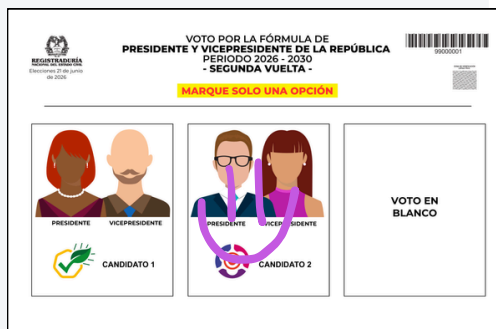 REGISTRADURÍA
NACIONAL DEL ESTADO CIVIL
Elecciones 21 de junio
de 2026
VOTO POR LA FÓRMULA DE
PRESIDENTE Y VICEPRESIDENTE DE LA REPÚBLICA
PERIODO 2026 - 2030
- SEGUNDA VUELTA -
MARQUE SOLO UNA OPCIÓN
99000001
PRESIDENTE VICEPRESIDENTE
CANDIDATO 1
PRESIDENTE VICEPRESIDENTE
CANDIDATO 2
VOTO EN
BLANCO